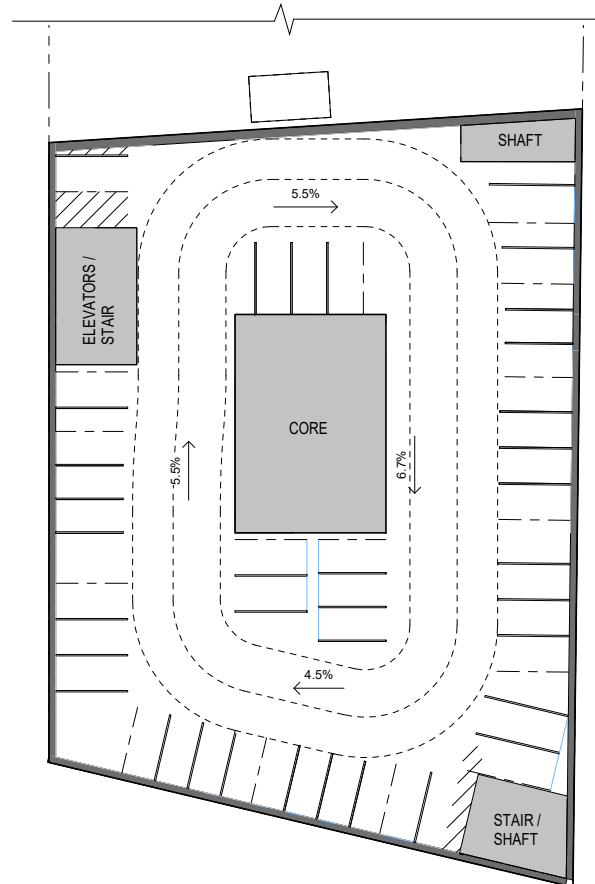 SHAFT
5.5%
ELEVATORS /
STAIR
CORE
5.5%
6.7%
4.5%
STAIR /
SHAFT